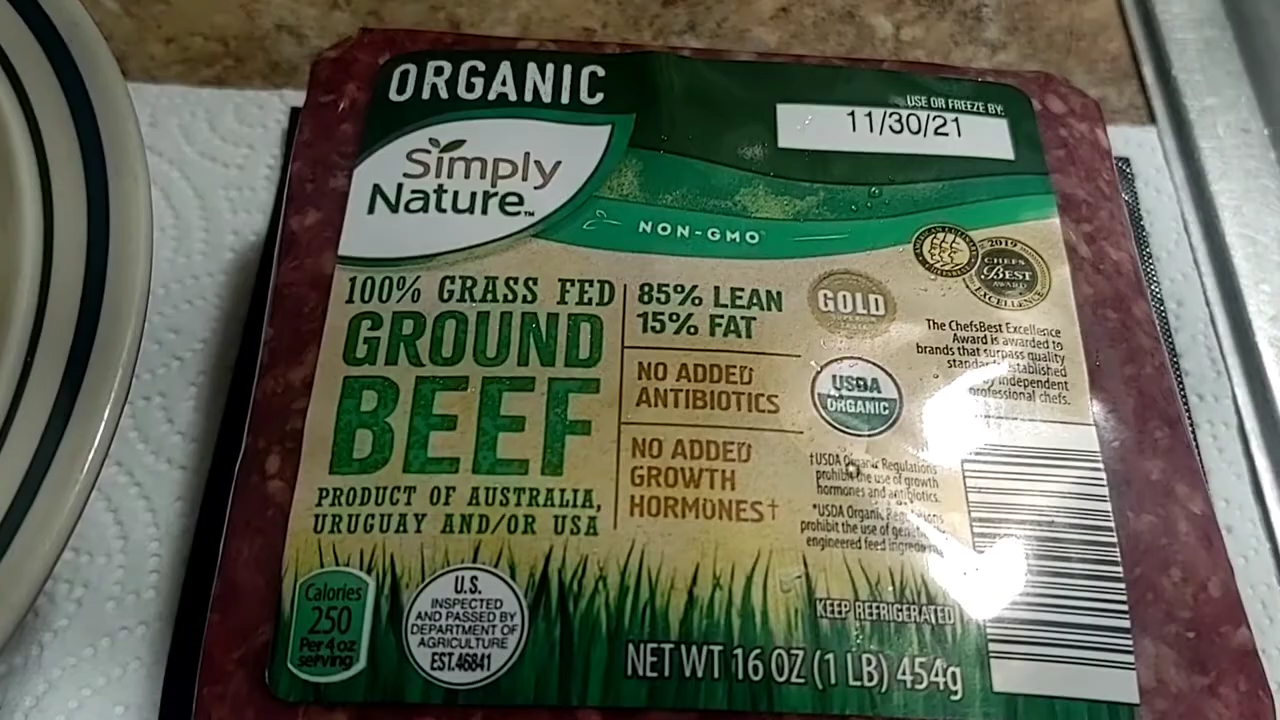 ORGANIC
USE OR FREEZE BY:
11/30/21
Simply
Nature™
NON-GMO
100% GRASS FED
GROUND
BEEF
PRODUCT OF AUSTRALIA,
URUGUAY AND/OR USA
85% LEAN
15% FAT
NO ADDED
ANTIBIOTICS
NO ADDED
GROWTH
HORMONES†
GOLD
USDA
ORGANIC
2019
CHEFS
BEST
AWARD
EXCELLENCE
The ChefsBest Excellence
Award is awarded to
brands that surpass quality
established
by independent
professional chefs.
†USDA Organic Regulations
prohibit the use of growth
hormones and antibiotics.
*USDA Organic
prohibit the use of
engineered feed
KEEP REFRIGERATED
Calories
250
Per 4 oz
serving
U.S.
INSPECTED
AND PASSED BY
DEPARTMENT OF
AGRICULTURE
EST.46841
NET WT 16 OZ (1 LB) 454g